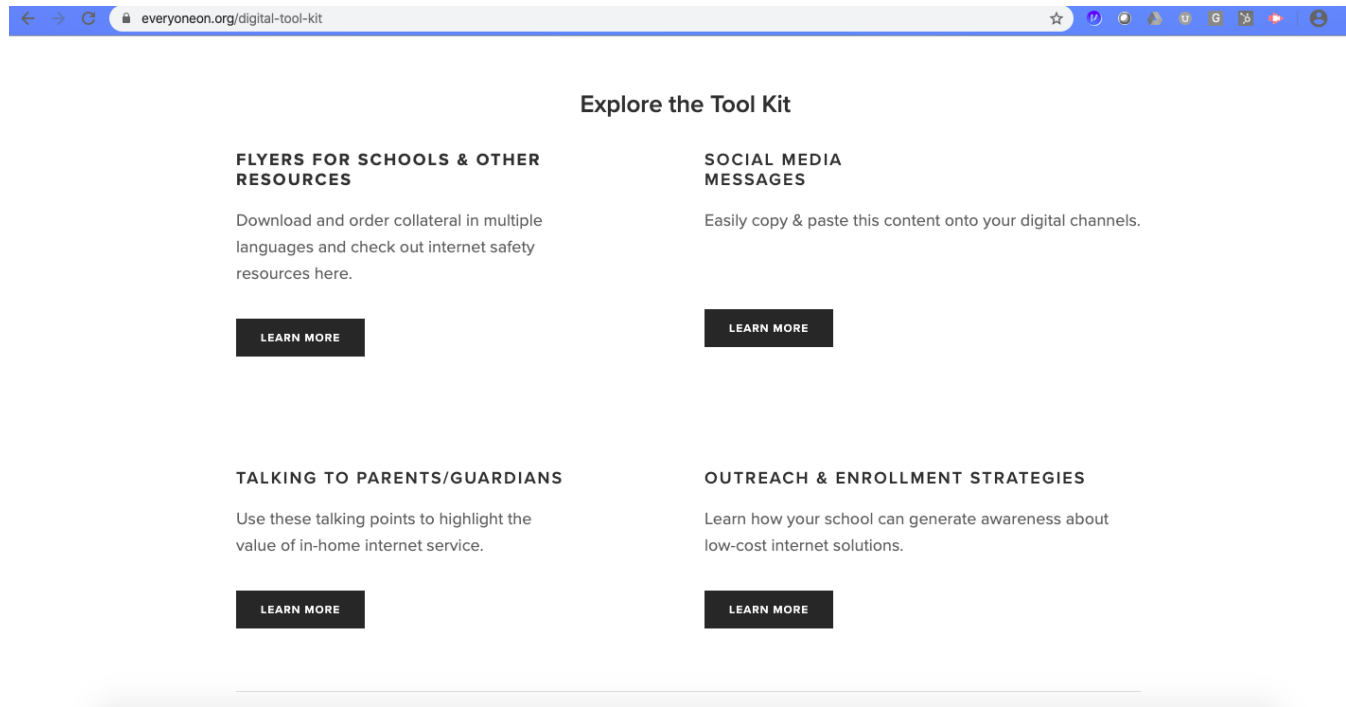 everyoneon.org/digital-tool-kit
Explore the Tool Kit
FLYERS FOR SCHOOLS & OTHER
RESOURCES
Download and order collateral in multiple
languages and check out internet safety
resources here.
LEARN MORE
SOCIAL MEDIA
MESSAGES
Easily copy & paste this content onto your digital channels.
LEARN MORE
TALKING TO PARENTS/GUARDIANS
Use these talking points to highlight the
value of in-home internet service.
LEARN MORE
OUTREACH & ENROLLMENT STRATEGIES
Learn how your school can generate awareness about
low-cost internet solutions.
LEARN MORE